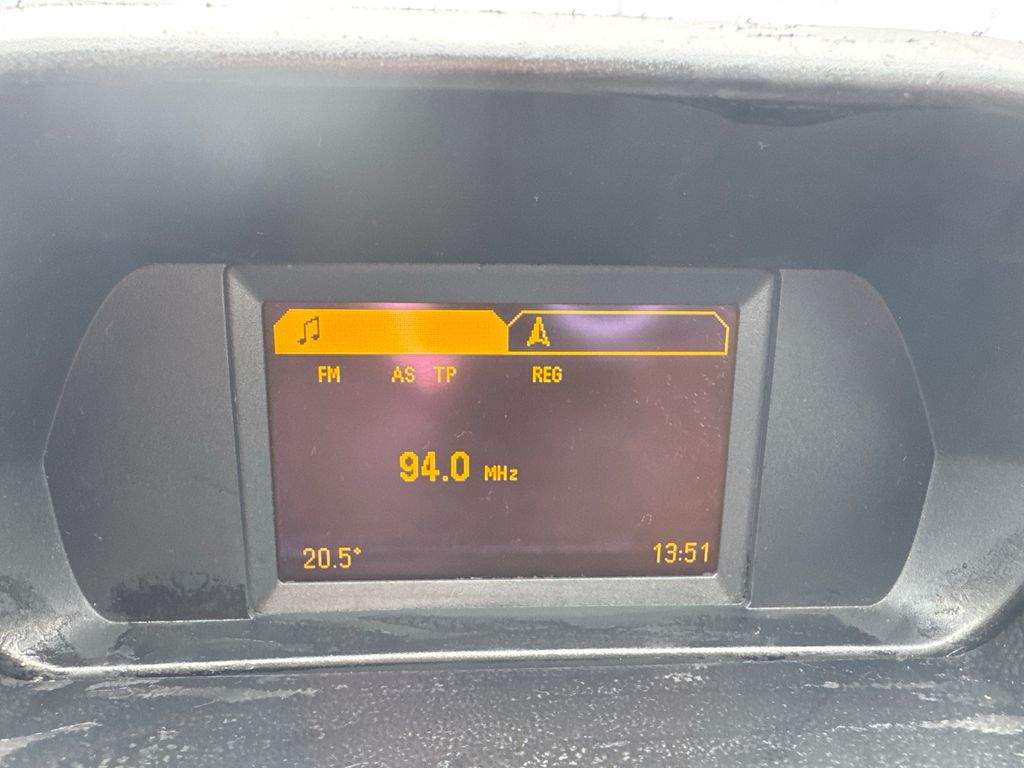 FM AS TP REG
94.0 MHz
20.5° 13:51